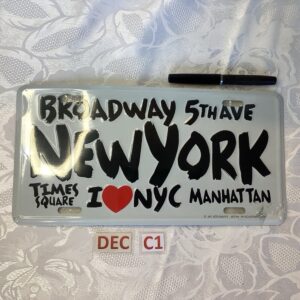 BROADWAY 5TH AVE
NEW YORK
TIMES SQUARE I❤NYC MANHATTAN
DEC C1